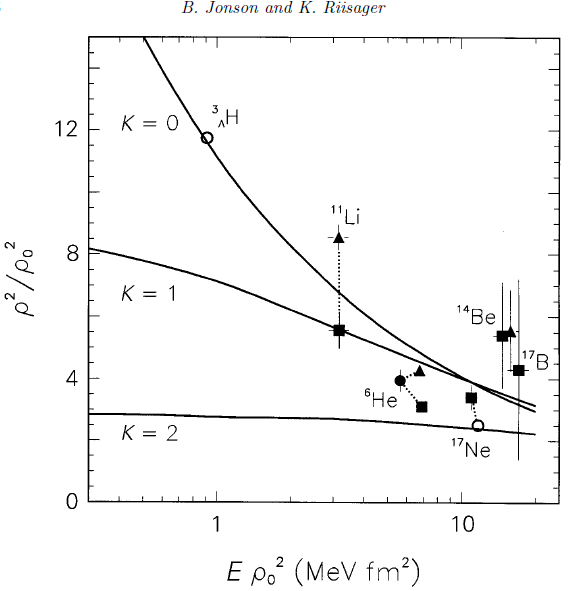 B. Jonson and K. Riisager
12
8
4
0
ρ²/ρ₀²
K = 0
³ΛH
¹¹Li
K = 1
¹⁴Be
¹⁷B
⁶He
K = 2
¹⁷Ne
1
10
E ρ₀² (MeV fm²)